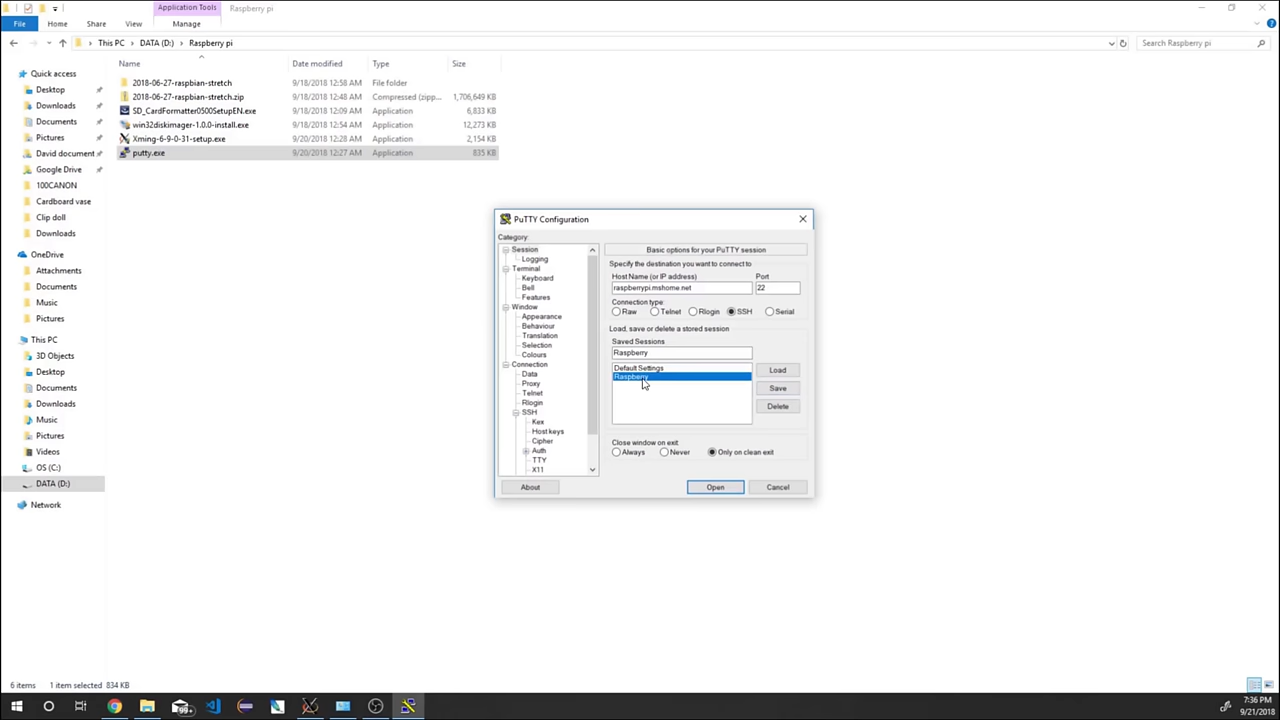 Application Tools
Raspberry pi
File
Home
Share
View
Manage
This PC
DATA (D:)
Raspberry pi
Search Raspberry pi
Name
Date modified
Type
Size
2018-06-27-raspbian-stretch
9/18/2018 12:58 AM
File folder
2018-06-27-raspbian-stretch.zip
9/18/2018 12:48 AM
Compressed (zipp...
1,706,649 KB
SD_CardFormatter0500SetupEN.exe
9/18/2018 12:09 AM
Application
6,833 KB
win32diskimager-1.0.0-install.exe
9/18/2018 12:54 AM
Application
12,273 KB
Xming-6-9-0-31-setup.exe
9/20/2018 12:28 AM
Application
2,154 KB
putty.exe
9/20/2018 12:27 AM
Application
835 KB
Quick access
Desktop
Downloads
Documents
Pictures
David document
Google Drive
100CANON
Cardboard vase
Clip doll
Downloads
OneDrive
Attachments
Documents
Music
Pictures
This PC
3D Objects
Desktop
Documents
Downloads
Music
Pictures
Videos
OS (C:)
DATA (D:)
Network
PuTTY Configuration
Category:
Session
Logging
Terminal
Keyboard
Bell
Features
Window
Appearance
Behaviour
Translation
Selection
Colours
Connection
Data
Proxy
Telnet
Rlogin
SSH
Kex
Host keys
Cipher
Auth
TTY
X11
Basic options for your PuTTY session
Specify the destination you want to connect to
Host Name (or IP address)
Port
raspberrypi.mshome.net
22
Connection type:
Raw
Telnet
Rlogin
SSH
Serial
Load, save or delete a stored session
Saved Sessions
Raspberry
Default Settings
Raspberry
Load
Save
Delete
Close window on exit:
Always
Never
Only on clean exit
About
Open
Cancel
6 items
1 item selected
834 KB
99+
7:36 PM
9/21/2018